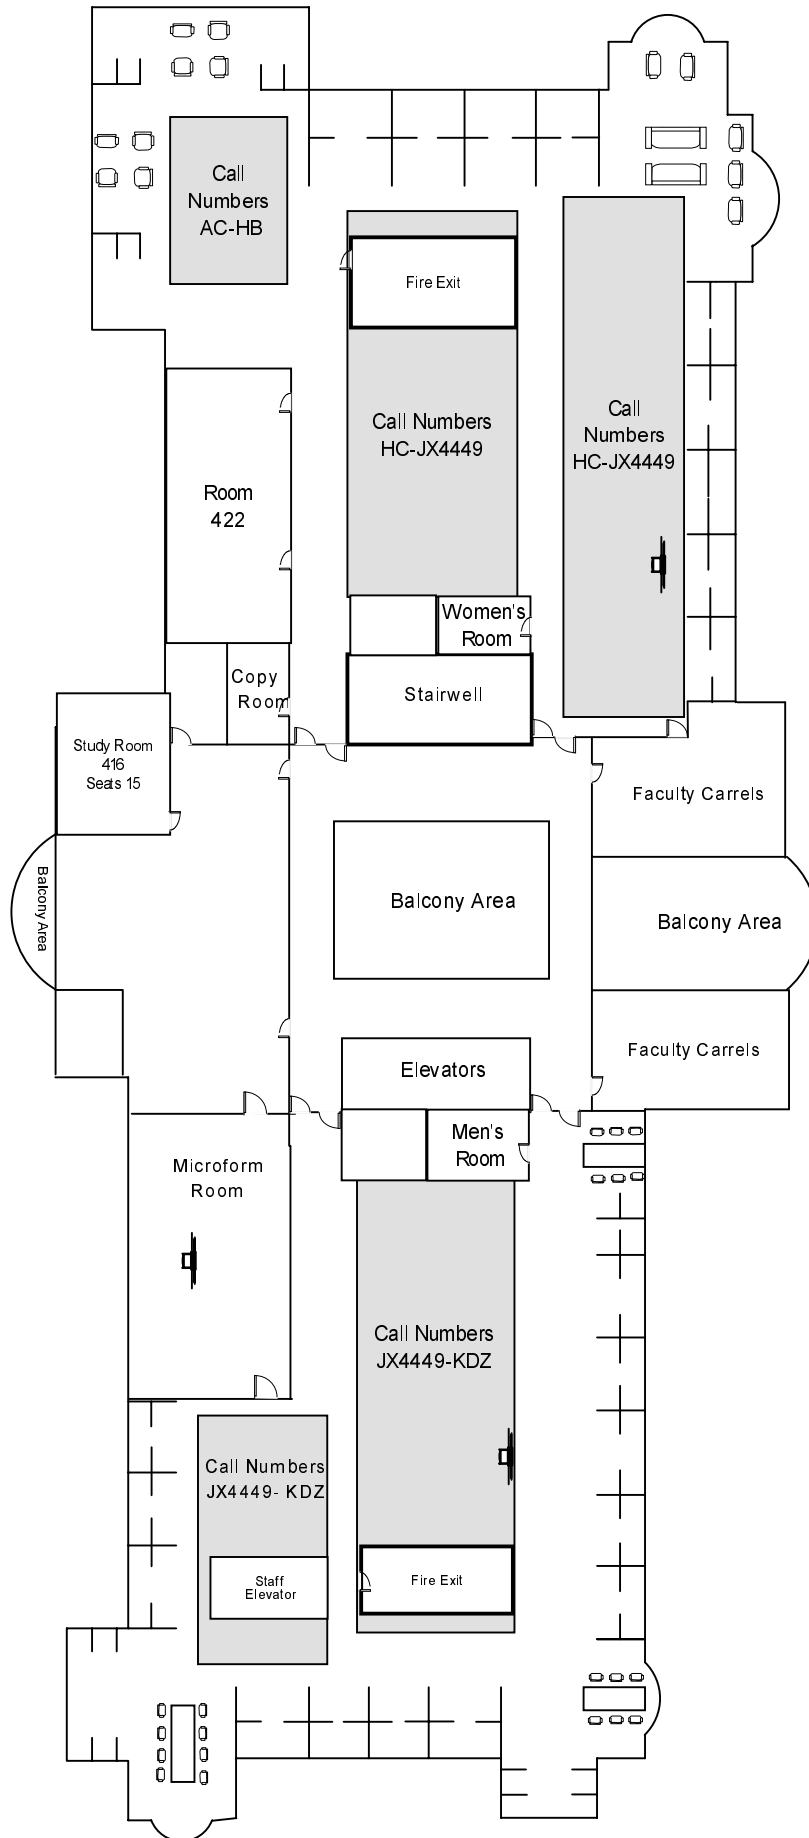 Call
Numbers
AC-HB
Fire Exit
Call Numbers
HC-JX4449
Call
Numbers
HC-JX4449
Room
422
Women's
Room
Copy
Room
Stairwell
Study Room
416
Seats 15
Faculty Carrels
Balcony Area
Balcony Area
Balcony Area
Faculty Carrels
Elevators
Men's
Room
Microform
Room
Call Numbers
JX4449-KDZ
Call Numbers
JX4449- KDZ
Staff
Elevator
Fire Exit